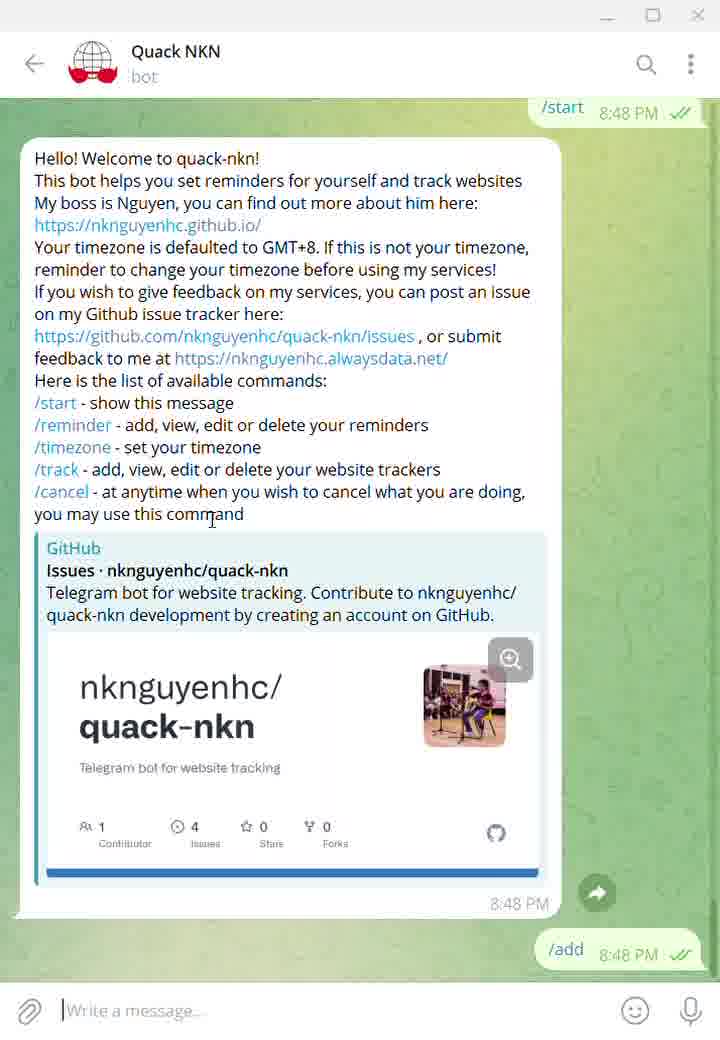 Quack NKN
bot
/start 8:48 PM
Hello! Welcome to quack-nkn!
This bot helps you set reminders for yourself and track websites
My boss is Nguyen, you can find out more about him here:
https://nknguyenhc.github.io/
Your timezone is defaulted to GMT+8. If this is not your timezone,
reminder to change your timezone before using my services!
If you wish to give feedback on my services, you can post an issue
on my Github issue tracker here:
https://github.com/nknguyenhc/quack-nkn/issues , or submit
feedback to me at https://nknguyenhc.alwaysdata.net/
Here is the list of available commands:
/start - show this message
/reminder - add, view, edit or delete your reminders
/timezone - set your timezone
/track - add, view, edit or delete your website trackers
/cancel - at anytime when you wish to cancel what you are doing,
you may use this command
GitHub
Issues · nknguyenhc/quack-nkn
Telegram bot for website tracking. Contribute to nknguyenhc/
quack-nkn development by creating an account on GitHub.
nknguyenhc/
quack-nkn
Telegram bot for website tracking
1 4 0 0
Contributor Issues Stars Forks
8:48 PM
/add 8:48 PM
Write a message...